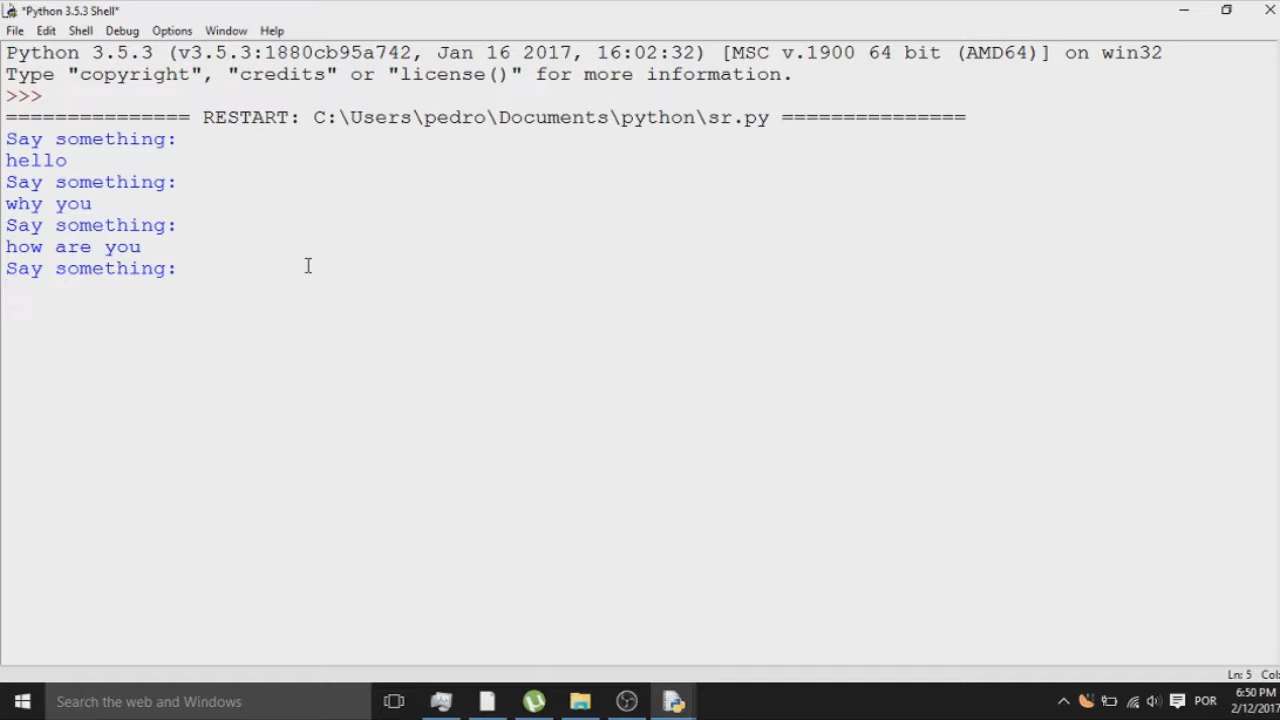 *Python 3.5.3 Shell*
File Edit Shell Debug Options Window Help
Python 3.5.3 (v3.5.3:1880cb95a742, Jan 16 2017, 16:02:32) [MSC v.1900 64 bit (AMD64)] on win32
Type "copyright", "credits" or "license()" for more information.
>>>
=============== RESTART: C:\Users\pedro\Documents\python\sr.py ===============
Say something:
hello
Say something:
why you
Say something:
how are you
Say something:
Ln: 5 Col:
Search the web and Windows
POR
6:50 PM
2/12/2017